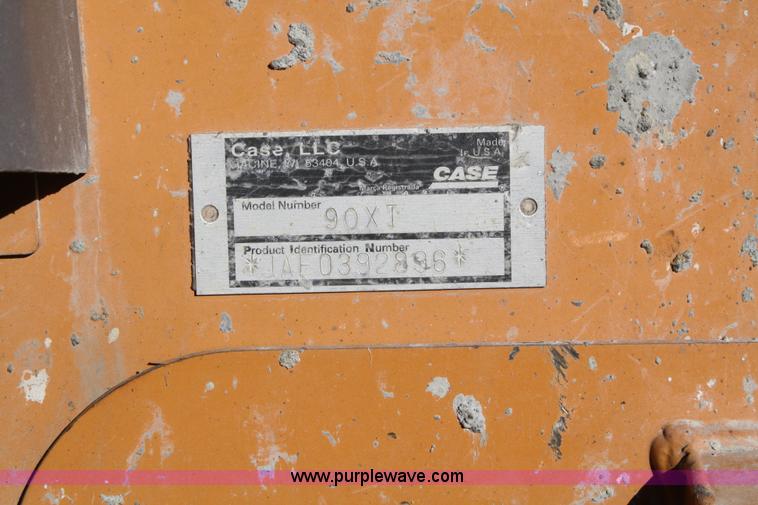 Case, LLC
RACINE, WI 53404, U.S.A.
Made
In U.S.A.
CASE
Marca Registrada
Model Number
90XT
Product Identification Number
*JAF0392896*
www.purplewave.com